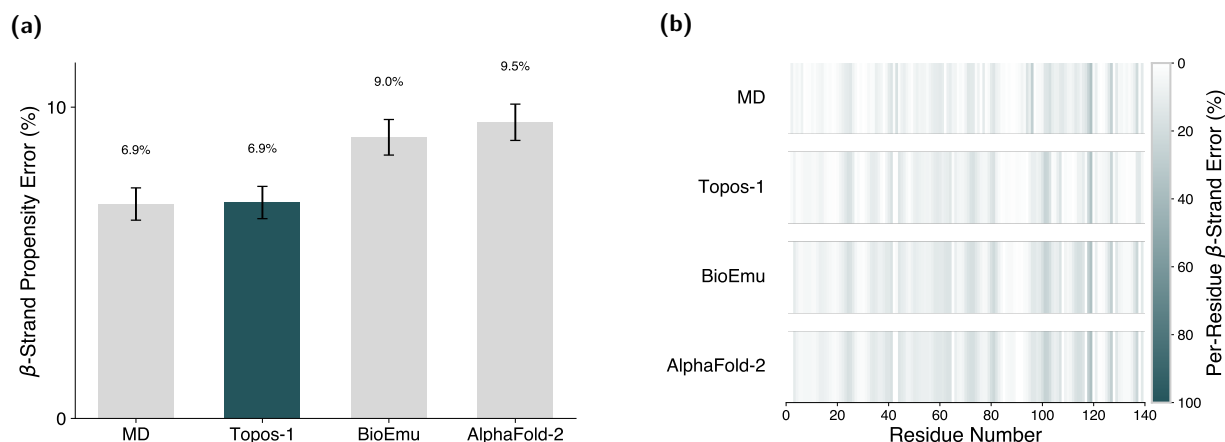 (a)
β-Strand Propensity Error (%)
10
0
6.9%
6.9%
9.0%
9.5%
MD
Topos-1
BioEmu
AlphaFold-2
(b)
MD
Topos-1
BioEmu
AlphaFold-2
0
20
40
60
80
100
120
140
Residue Number
0
20
40
60
80
100
Per-Residue β-Strand Error (%)